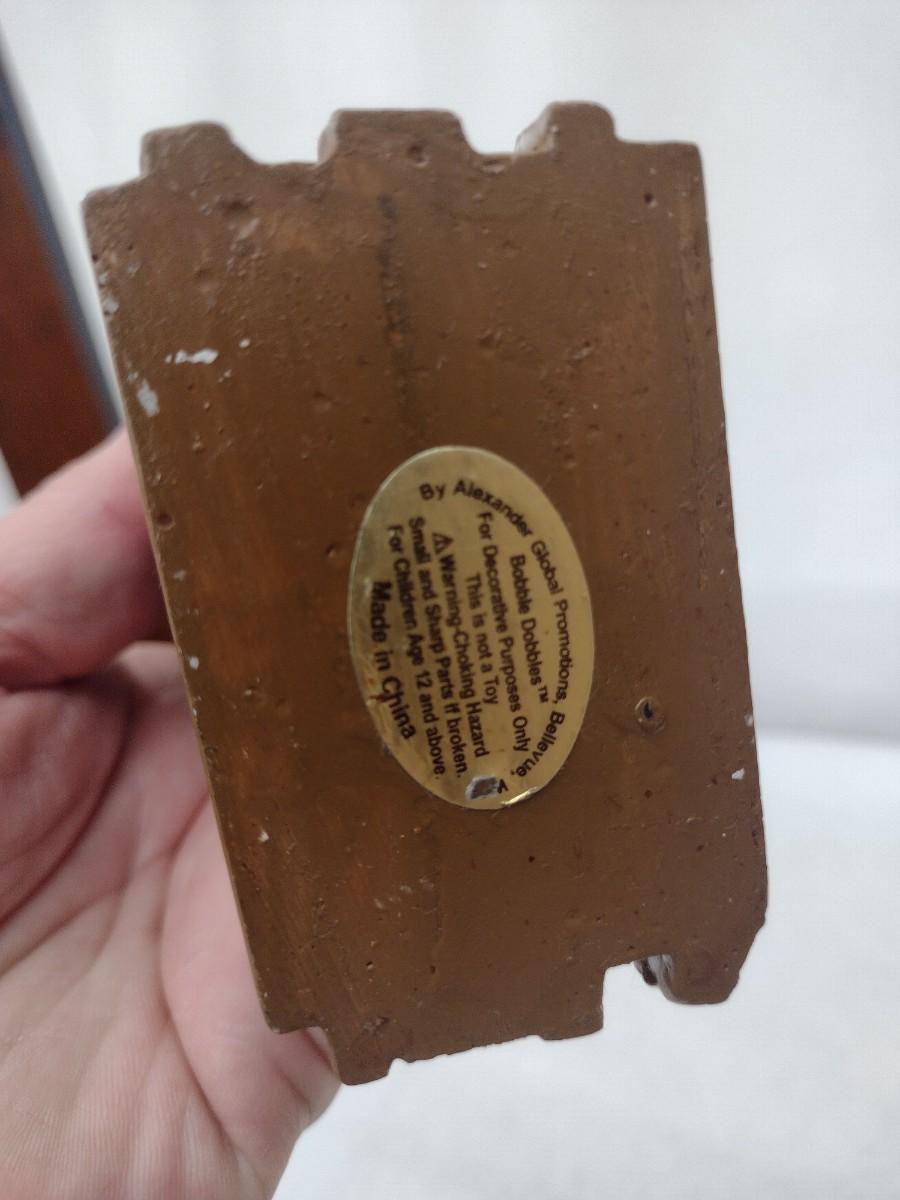 By Alexander Global Promotions, Bellevue,
Bobble Dobbles™
For Decorative Purposes Only
This is not a Toy
⚠Warning-Choking Hazard
Small and Sharp Parts if broken.
For Children Age 12 and above.
Made in China